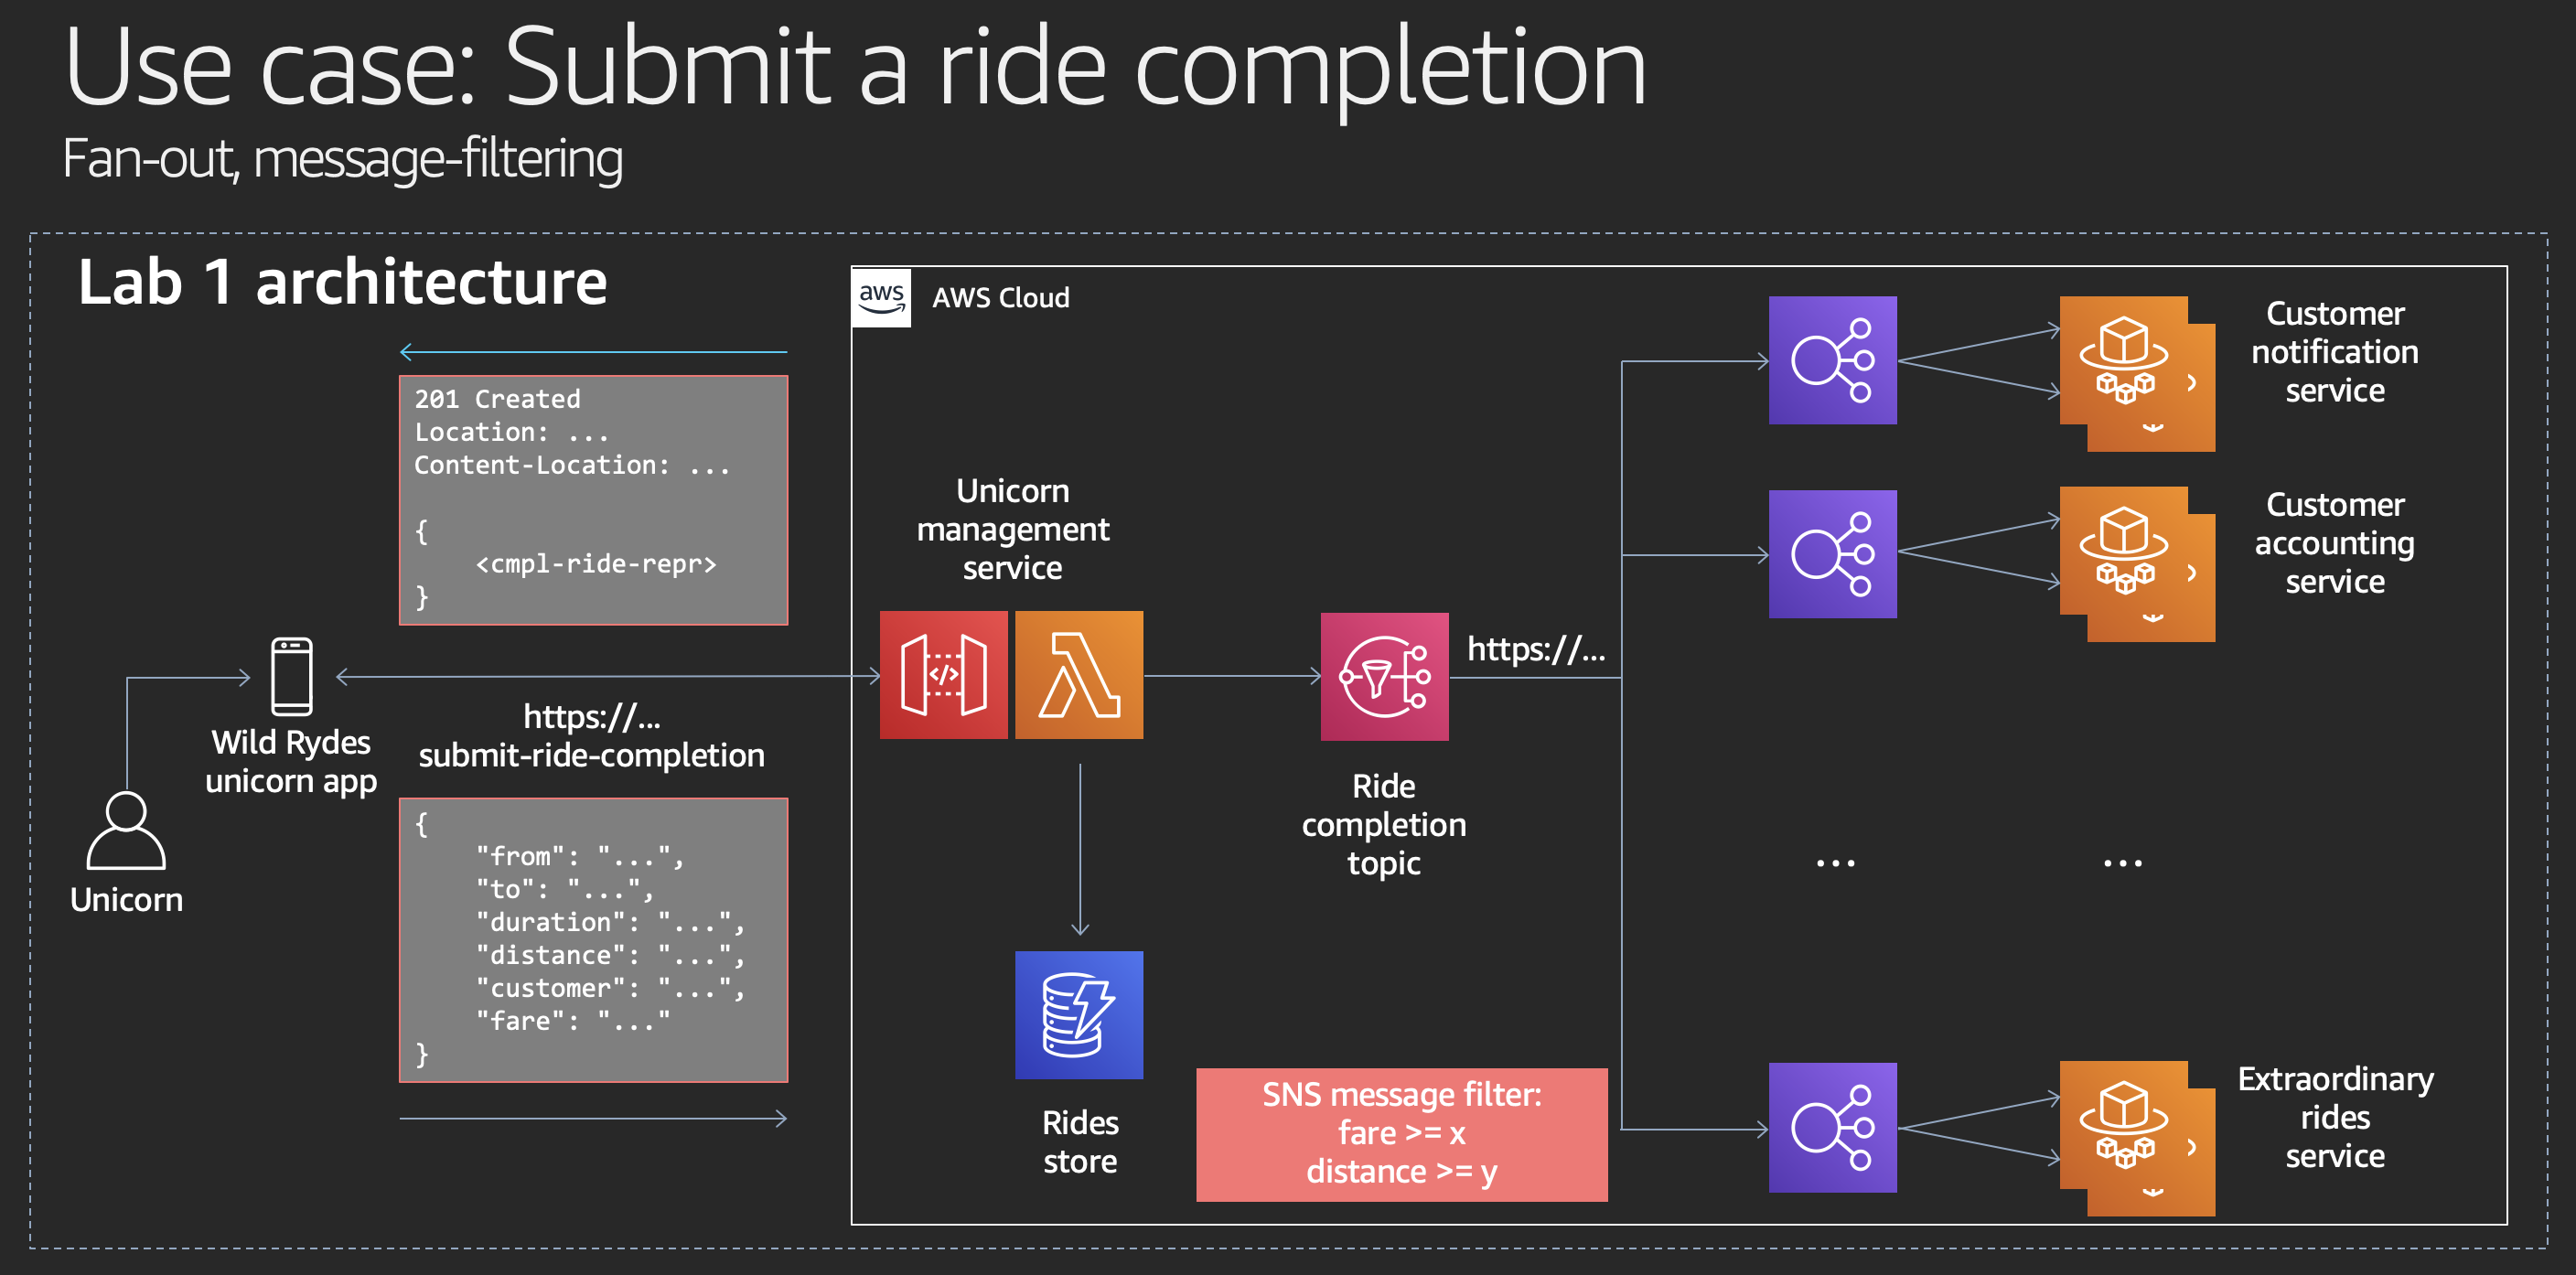 Use case: Submit a ride completion
Fan-out, message-filtering
Lab 1 architecture
aws
AWS Cloud
201 Created
Location: ...
Content-Location: ...
{
<cmpl-ride-repr>
}
Unicorn
management
service
Wild Rydes
unicorn app
https://...
submit-ride-completion
Unicorn
{
"from": "...",
"to": "...",
"duration": "...",
"distance": "...",
"customer": "...",
"fare": "..."
}
</>
https://...
Ride
completion
topic
Rides
store
SNS message filter:
fare >= x
distance >= y
Customer
notification
service
Customer
accounting
service
...
...
Extraordinary
rides
service